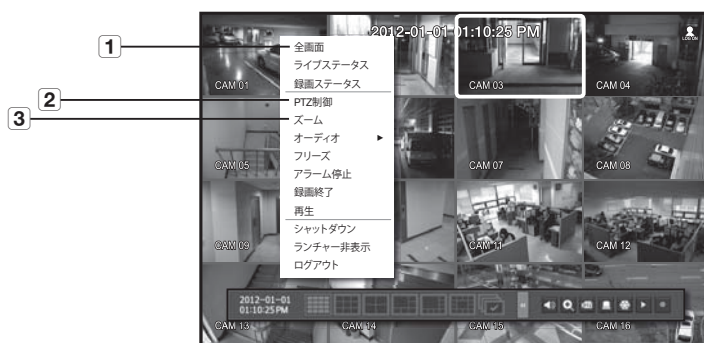 1
2
3
2012-01-01 01:10:25 PM
LOG ON
全画面
ライブステータス
録画ステータス
PTZ制御
ズーム
オーディオ ▶
フリーズ
アラーム停止
録画終了
再生
シャットダウン
ランチャー非表示
ログアウト
CAM 01
CAM 03
CAM 04
CAM 05
CAM 07
CAM 08
CAM 09
CAM 11
CAM 12
2012-01-01
01:10:25 PM
CAM 13
CAM 14
CAM 15
CAM 16